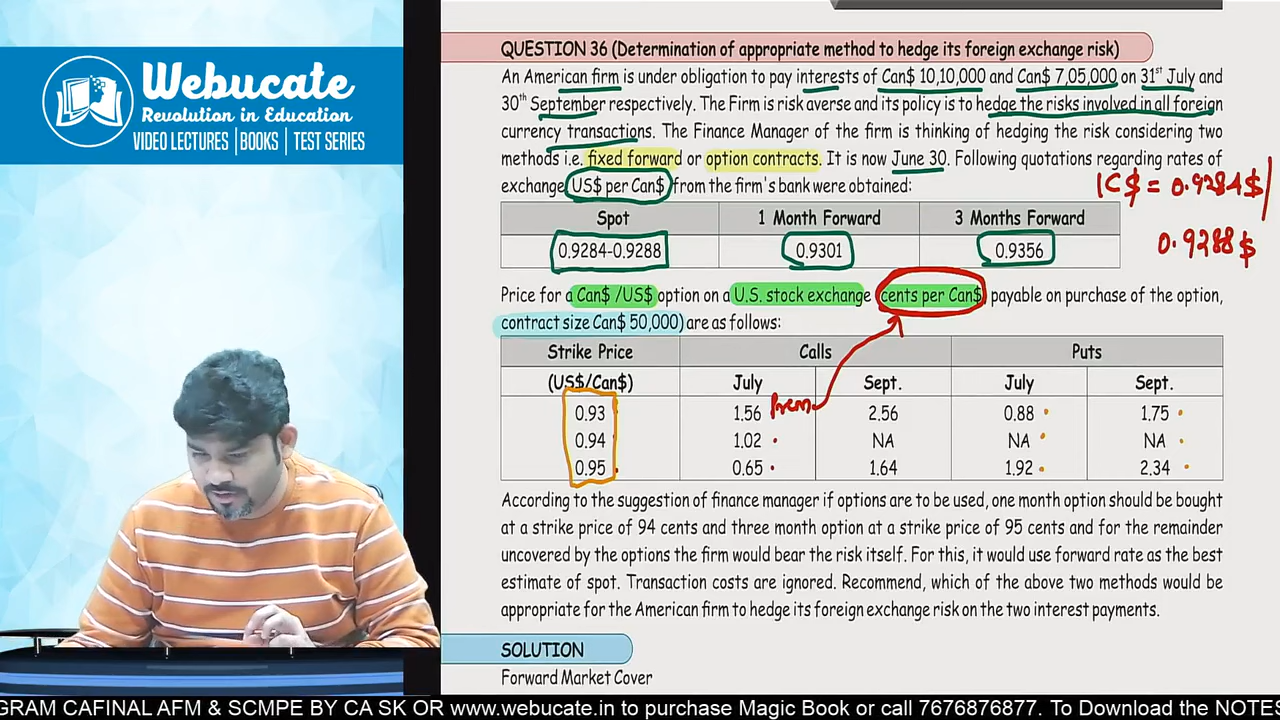 Webucate
Revolution in Education
VIDEO LECTURES | BOOKS | TEST SERIES
QUESTION 36 (Determination of appropriate method to hedge its foreign exchange risk)
An American firm is under obligation to pay interests of Can$ 10,10,000 and Can$ 7,05,000 on 31st July and
30th September respectively. The Firm is risk averse and its policy is to hedge the risks involved in all foreign
currency transactions. The Finance Manager of the firm is thinking of hedging the risk considering two
methods i.e. fixed forward or option contracts. It is now June 30. Following quotations regarding rates of
exchange US$ per Can$ from the firm's bank were obtained:
1C$ = 0.9284$/
0.9288$
Spot 1 Month Forward 3 Months Forward
0.9284-0.9288 0.9301 0.9356
Price for a Can$ /US$ option on a U.S. stock exchange (cents per Can$, payable on purchase of the option,
contract size Can$ 50,000) are as follows:
Strike Price Calls Puts
(US$/Can$) July Sept. July Sept.
0.93 1.56 Prem 2.56 0.88 1.75
0.94 1.02 NA NA NA
0.95 0.65 1.64 1.92 2.34
According to the suggestion of finance manager if options are to be used, one month option should be bought
at a strike price of 94 cents and three month option at a strike price of 95 cents and for the remainder
uncovered by the options the firm would bear the risk itself. For this, it would use forward rate as the best
estimate of spot. Transaction costs are ignored. Recommend, which of the above two methods would be
appropriate for the American firm to hedge its foreign exchange risk on the two interest payments.
SOLUTION
Forward Market Cover
GRAM CAFINAL AFM & SCMPE BY CA SK OR www.webucate.in to purchase Magic Book or call 7676876877. To Download the NOTES